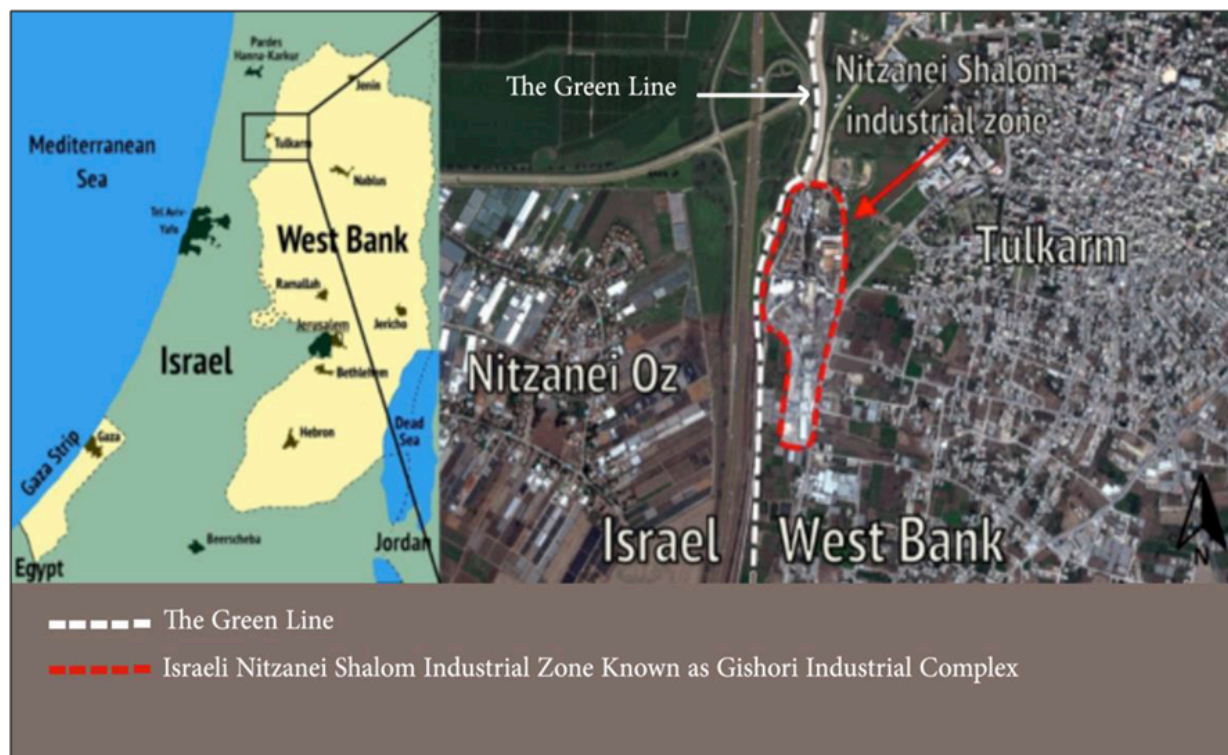 Pardes
Hanna-Karkur
Jenin
Mediterranean
Sea
Tulkarm
Nablus
Tel Aviv-
Yafo
West Bank
Ramallah
Jerusalem
Jericho
Israel
Bethlehem
Dead
Sea
Hebron
Gaza Strip
Gaza
Beerscheba
Jordan
Egypt
The Green Line
Nitzanei Shalom
industrial zone
Tulkarm
Nitzanei Oz
Israel
West Bank
N
The Green Line
Israeli Nitzanei Shalom Industrial Zone Known as Gishori Industrial Complex